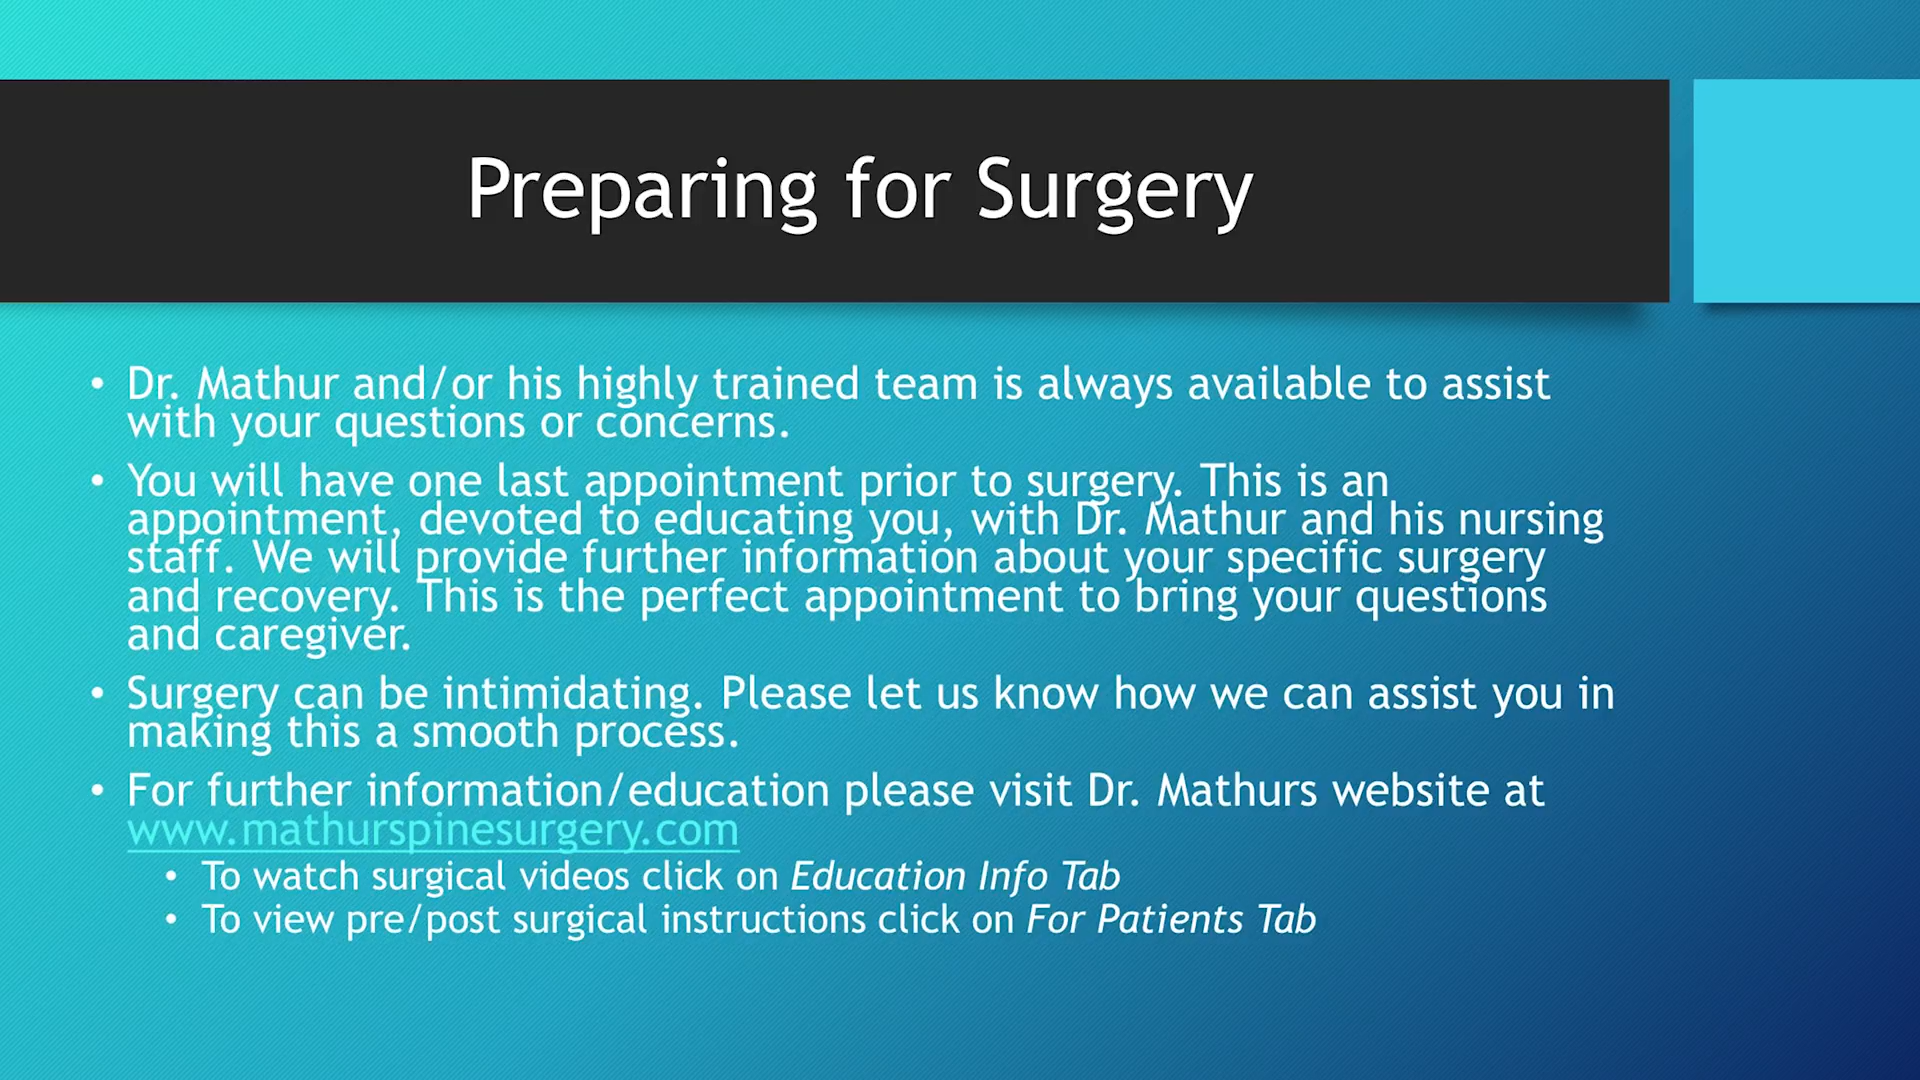 Preparing for Surgery
• Dr. Mathur and/or his highly trained team is always available to assist
with your questions or concerns.
• You will have one last appointment prior to surgery. This is an
appointment, devoted to educating you, with Dr. Mathur and his nursing
staff. We will provide further information about your specific surgery
and recovery. This is the perfect appointment to bring your questions
and caregiver.
• Surgery can be intimidating. Please let us know how we can assist you in
making this a smooth process.
• For further information/education please visit Dr. Mathurs website at
www.mathurspinesurgery.com
• To watch surgical videos click on Education Info Tab
• To view pre/post surgical instructions click on For Patients Tab